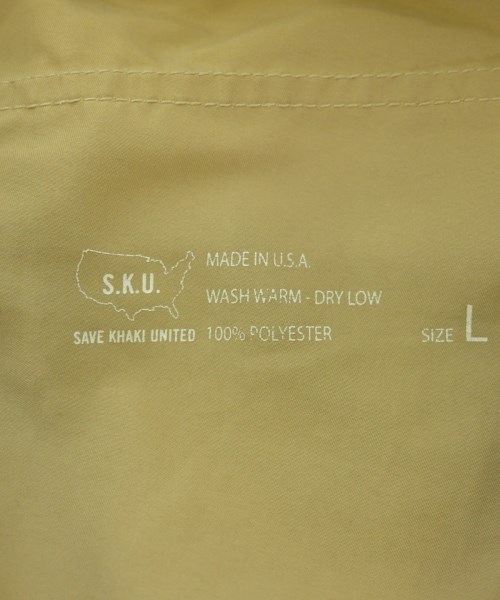 S.K.U.
SAVE KHAKI UNITED
MADE IN U.S.A.
WASH WARM - DRY LOW
100% POLYESTER
SIZE L